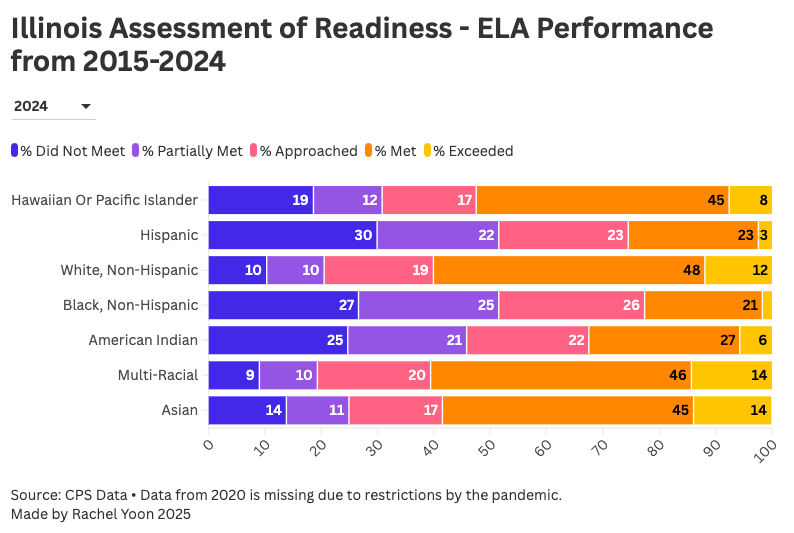 Illinois Assessment of Readiness - ELA Performance
from 2015-2024
2024
% Did Not Meet % Partially Met % Approached % Met % Exceeded
Hawaiian Or Pacific Islander 19 12 17 45 8
Hispanic 30 22 23 23 3
White, Non-Hispanic 10 10 19 48 12
Black, Non-Hispanic 27 25 26 21
American Indian 25 21 22 27 6
Multi-Racial 9 10 20 46 14
Asian 14 11 17 45 14
0 10 20 30 40 50 60 70 80 90 100
Source: CPS Data • Data from 2020 is missing due to restrictions by the pandemic.
Made by Rachel Yoon 2025